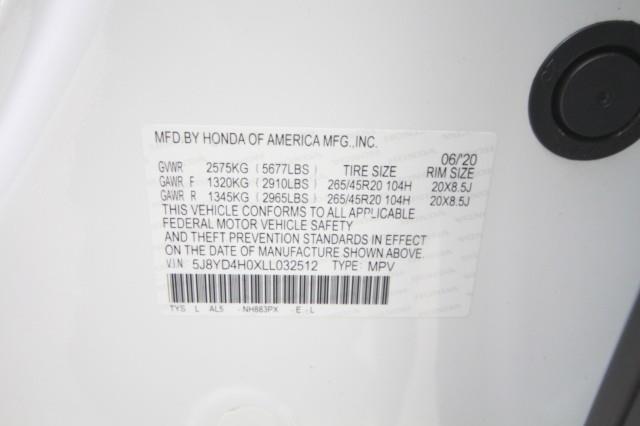 MFD.BY HONDA OF AMERICA MFG.,INC.
06/'20
GVWR 2575KG (5677LBS) TIRE SIZE RIM SIZE
GAWR F 1320KG (2910LBS) 265/45R20 104H 20X8.5J
GAWR R 1345KG (2965LBS) 265/45R20 104H 20X8.5J
THIS VEHICLE CONFORMS TO ALL APPLICABLE
FEDERAL MOTOR VEHICLE SAFETY
AND THEFT PREVENTION STANDARDS IN EFFECT
ON THE DATE OF MANUFACTURE SHOWN ABOVE.
VIN 5J8YD4H0XLL032512 TYPE: MPV
TYS L AL5 -NH883PX E-L